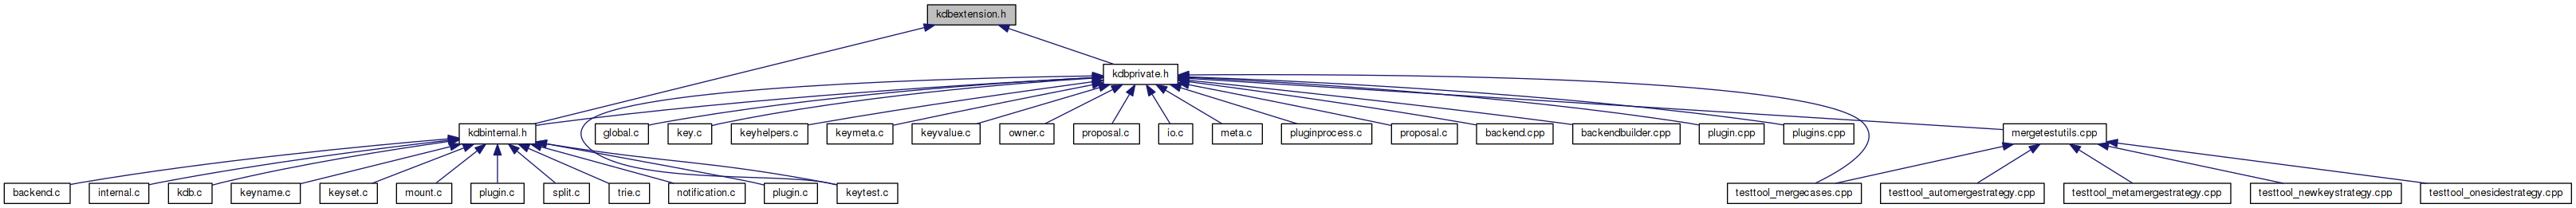 kdbextension.h
kdbprivate.h
kdbinternal.h
global.c
key.c
keyhelpers.c
keymeta.c
keyvalue.c
owner.c
proposal.c
io.c
meta.c
pluginprocess.c
proposal.c
backend.cpp
backendbuilder.cpp
plugin.cpp
plugins.cpp
mergetestutils.cpp
backend.c
internal.c
kdb.c
keyname.c
keyset.c
mount.c
plugin.c
split.c
trie.c
notification.c
plugin.c
keytest.c
testtool_mergecases.cpp
testtool_automergestrategy.cpp
testtool_metamergestrategy.cpp
testtool_newkeystrategy.cpp
testtool_onesidestrategy.cpp